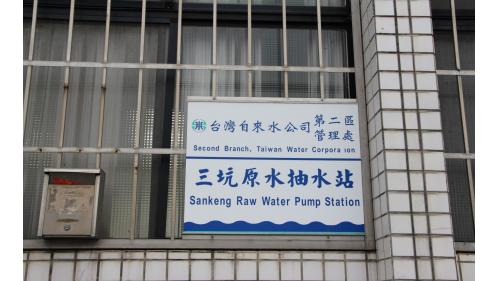 台灣自來水公司第二區管理處
Second Branch, Taiwan Water Corpora ion
三坑原水抽水站
Sankeng Raw Water Pump Station